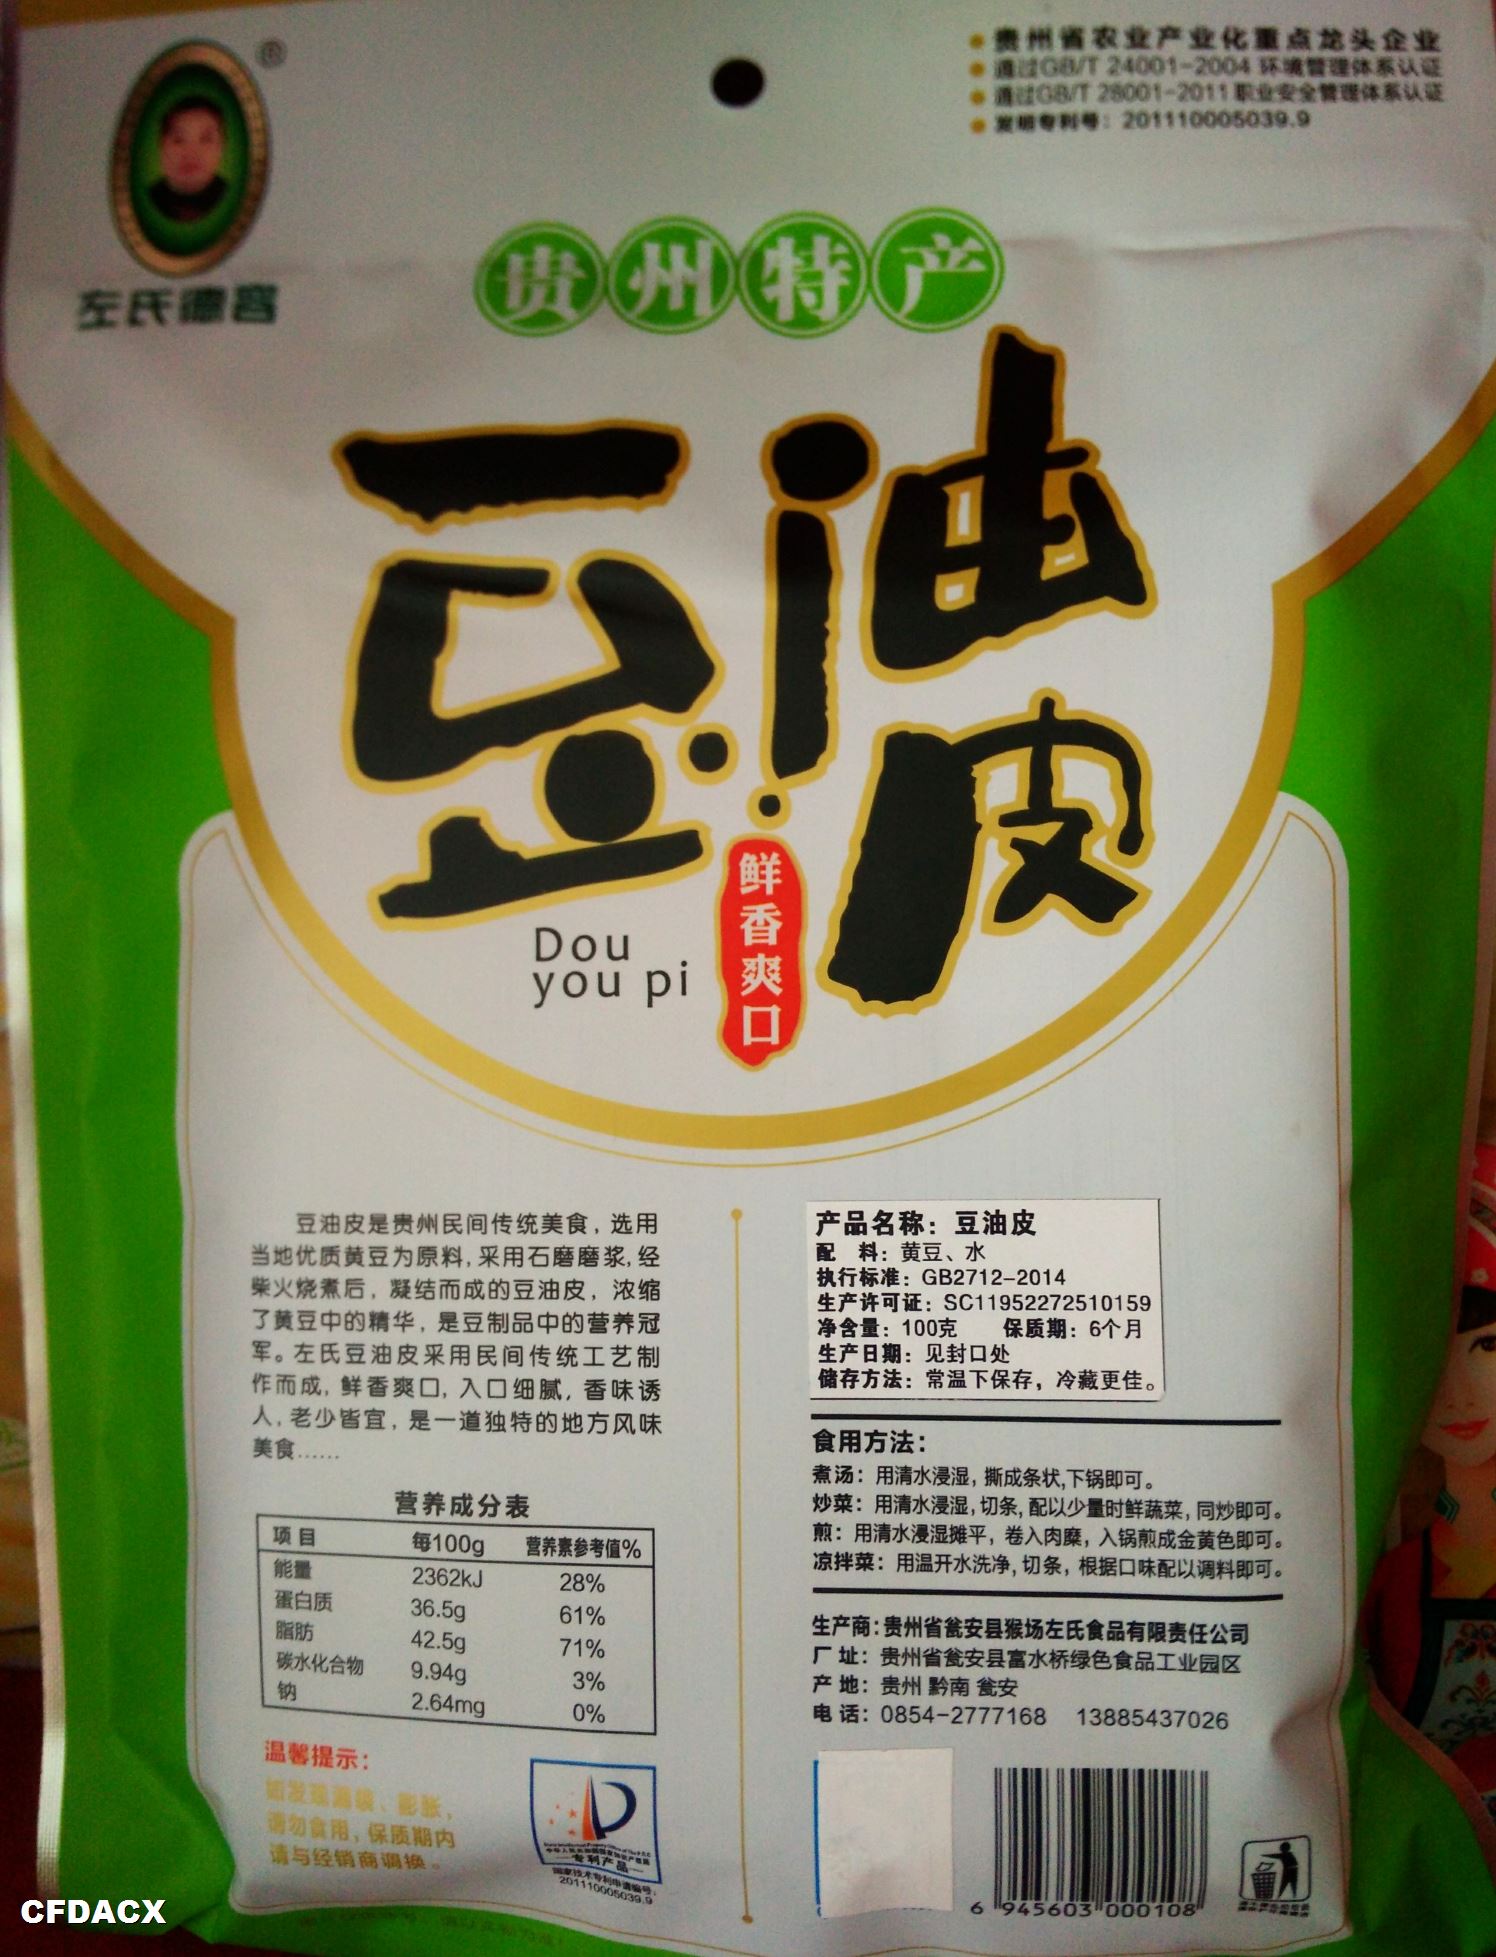 ®
左氏德容
贵州省农业产业化重点龙头企业
通过GB/T 24001-2004 环境管理体系认证
通过GB/T 28001-2011 职业安全管理体系认证
发明专利号：201110005039.9
贵州特产
豆油皮
Dou
you pi
鲜香爽口
豆油皮是贵州民间传统美食，选用
当地优质黄豆为原料，采用石磨磨浆，经
柴火烧煮后，凝结而成的豆油皮，浓缩
了黄豆中的精华，是豆制品中的营养冠
军。左氏豆油皮采用民间传统工艺制
作而成，鲜香爽口，入口细腻，香味诱
人，老少皆宜，是一道独特的地方风味
美食……
营养成分表
项目 每100g 营养素参考值%
能量 2362kJ 28%
蛋白质 36.5g 61%
脂肪 42.5g 71%
碳水化合物 9.94g 3%
钠 2.64mg 0%
温馨提示：
如发现漏袋、膨胀，
请勿食用，保质期内
请与经销商调换。
专利产品
国家技术专利申请编号：
201110005039.9
产品名称：豆油皮
配 料：黄豆、水
执行标准：GB2712-2014
生产许可证：SC11952272510159
净含量：100克 保质期：6个月
生产日期：见封口处
储存方法：常温下保存，冷藏更佳。
食用方法：
煮汤：用清水浸湿，撕成条状，下锅即可。
炒菜：用清水浸湿，切条，配以少量时鲜蔬菜，同炒即可。
煎：用清水浸湿摊平，卷入肉糜，入锅煎成金黄色即可。
凉拌菜：用温开水洗净，切条，根据口味配以调料即可。
生产商：贵州省瓮安县猴场左氏食品有限责任公司
厂 址：贵州省瓮安县富水桥绿色食品工业园区
产 地：贵州 黔南 瓮安
电 话：0854-2777168 13885437026
6 945603 000108
CFDACX